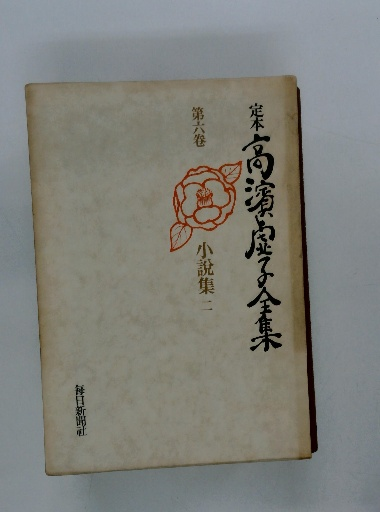 定本
高濱虚子全集
第六巻
小説集二
毎日新聞社